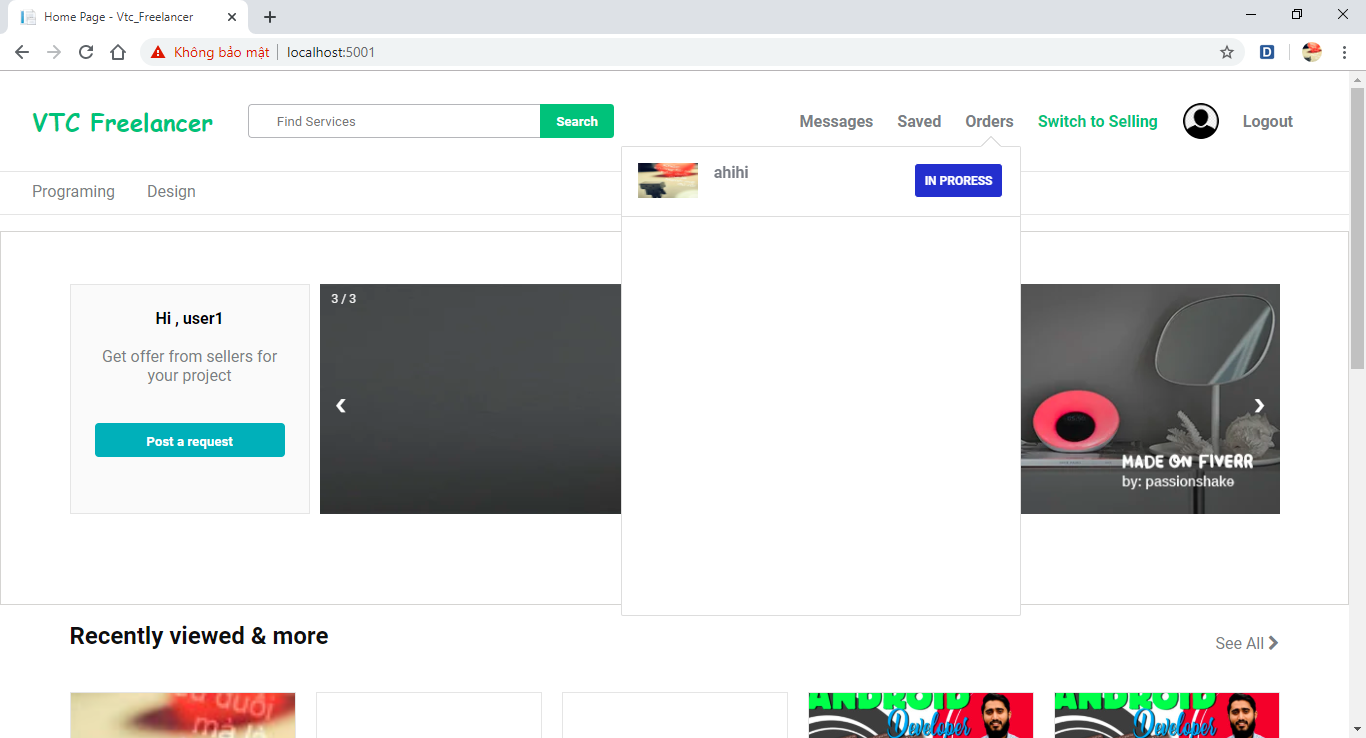 Home Page - Vtc_Freelancer
Không bảo mật
localhost:5001
VTC Freelancer
Find Services
Search
Messages
Saved
Orders
Switch to Selling
Logout
ahihi
IN PRORESS
Programing
Design
3 / 3
Hi , user1
Get offer from sellers for
your project
Post a request
MADE ON FIVERR
by: passionshake
Recently viewed & more
See All
mà là
ANDROID
Developer
ANDROID
Developer